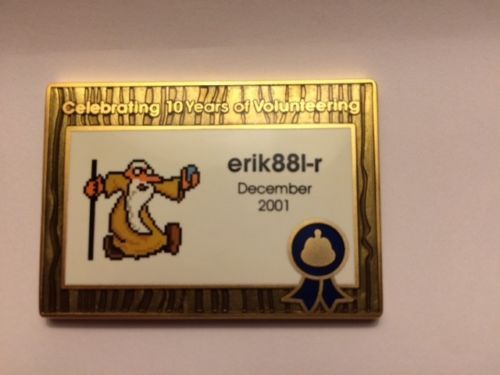 Celebrating 10 Years of Volunteering
erik88l-r
December
2001